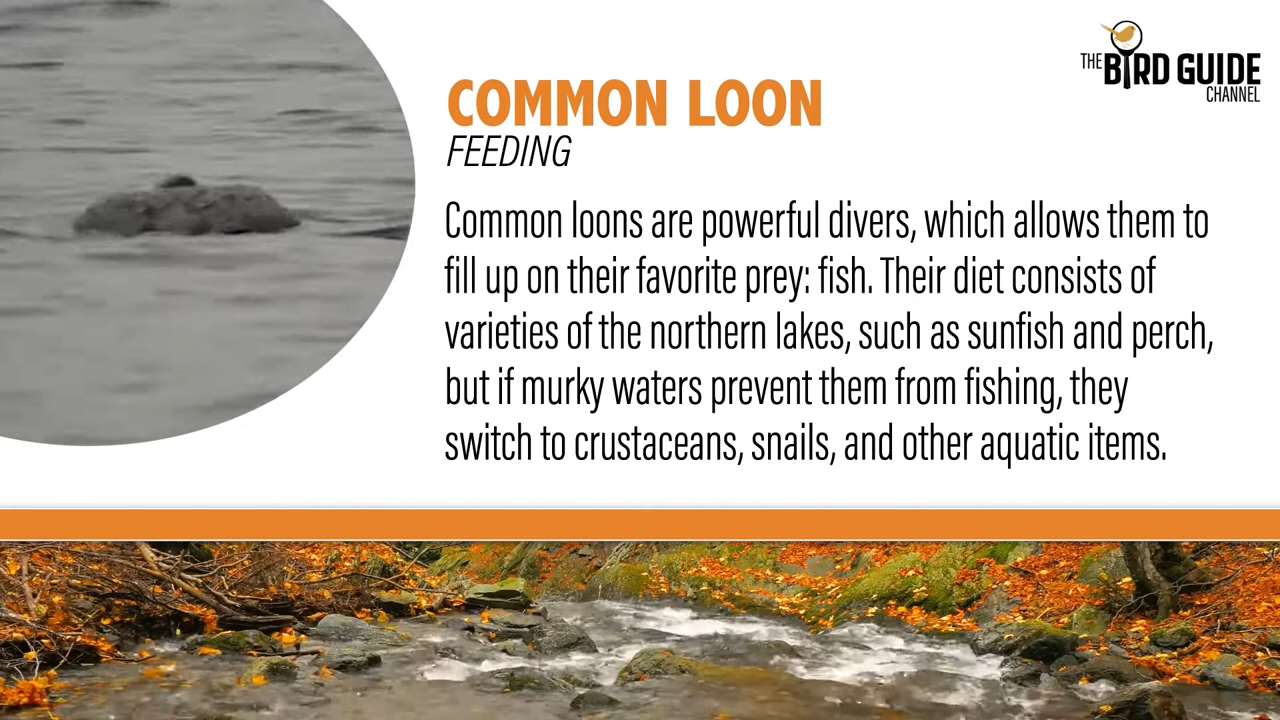 THE BIRD GUIDE
CHANNEL
COMMON LOON
FEEDING
Common loons are powerful divers, which allows them to
fill up on their favorite prey: fish. Their diet consists of
varieties of the northern lakes, such as sunfish and perch,
but if murky waters prevent them from fishing, they
switch to crustaceans, snails, and other aquatic items.